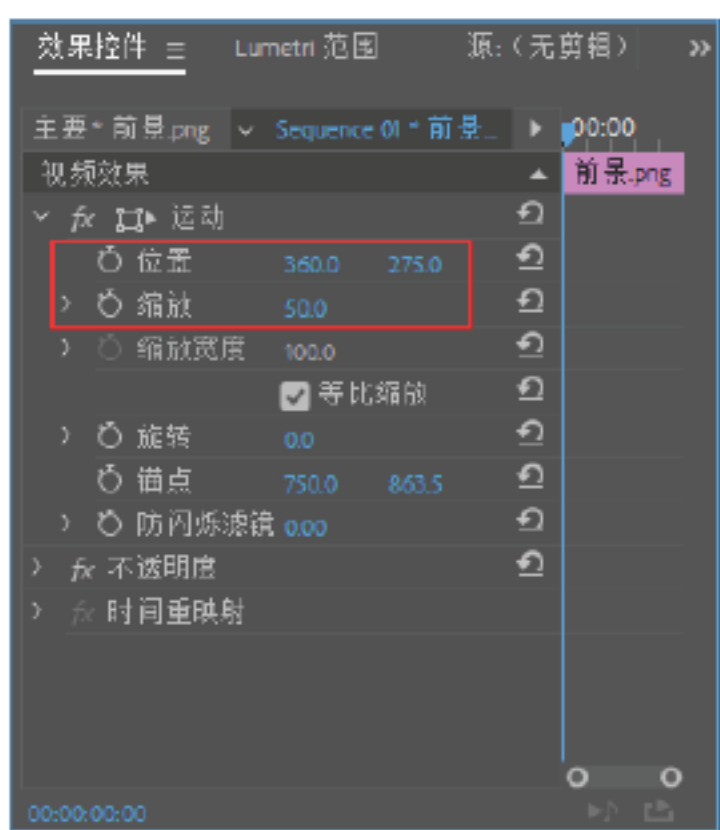 效果控件 Lumetri 范围 源:（无剪辑） »
主要*前景.png Sequence 01*前景... 00:00
视频效果 前景.png
fx 运动
位置 360.0 275.0
缩放 50.0
缩放宽度 100.0
等比缩放
旋转 0.0
锚点 750.0 863.5
防闪烁滤镜 0.00
fx 不透明度
fx 时间重映射
00:00:00:00